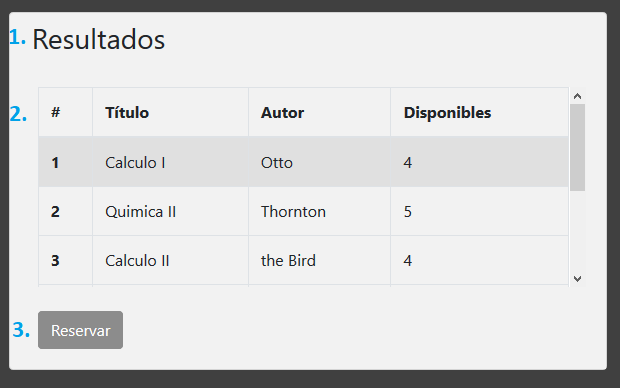 1. Resultados
2. # Título Autor Disponibles
1 Calculo I Otto 4
2 Quimica II Thornton 5
3 Calculo II the Bird 4
3. Reservar